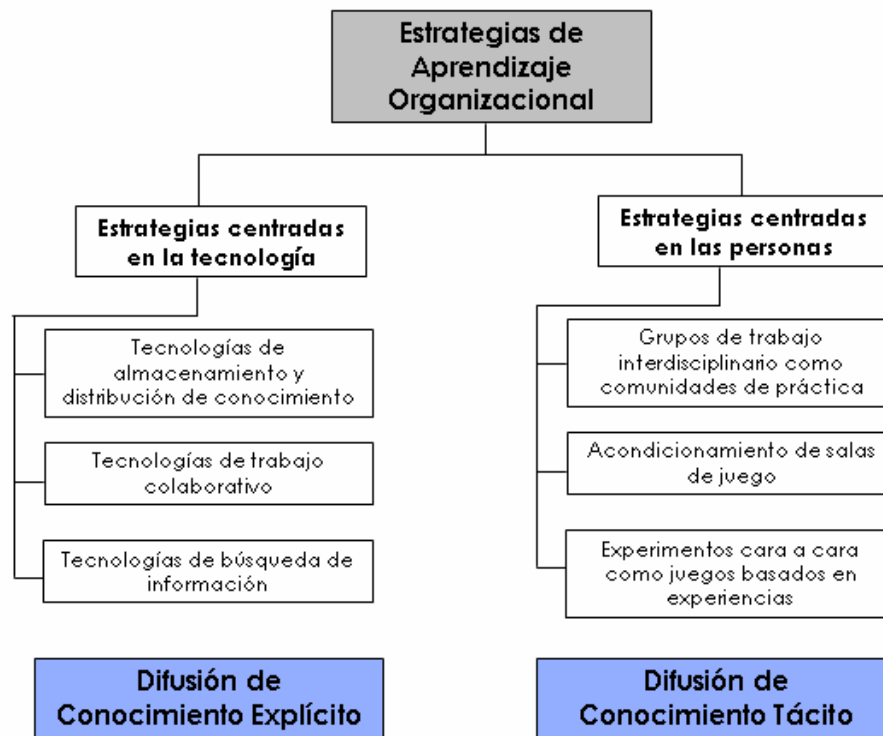 Estrategias de
Aprendizaje
Organizacional
Estrategias centradas
en la tecnología
Tecnologías de
almacenamiento y
distribución de conocimiento
Tecnologías de trabajo
colaborativo
Tecnologías de búsqueda de
información
Difusión de
Conocimiento Explícito
Estrategias centradas
en las personas
Grupos de trabajo
interdisciplinario como
comunidades de práctica
Acondicionamiento de salas
de juego
Experimentos cara a cara
como juegos basados en
experiencias
Difusión de
Conocimiento Tácito